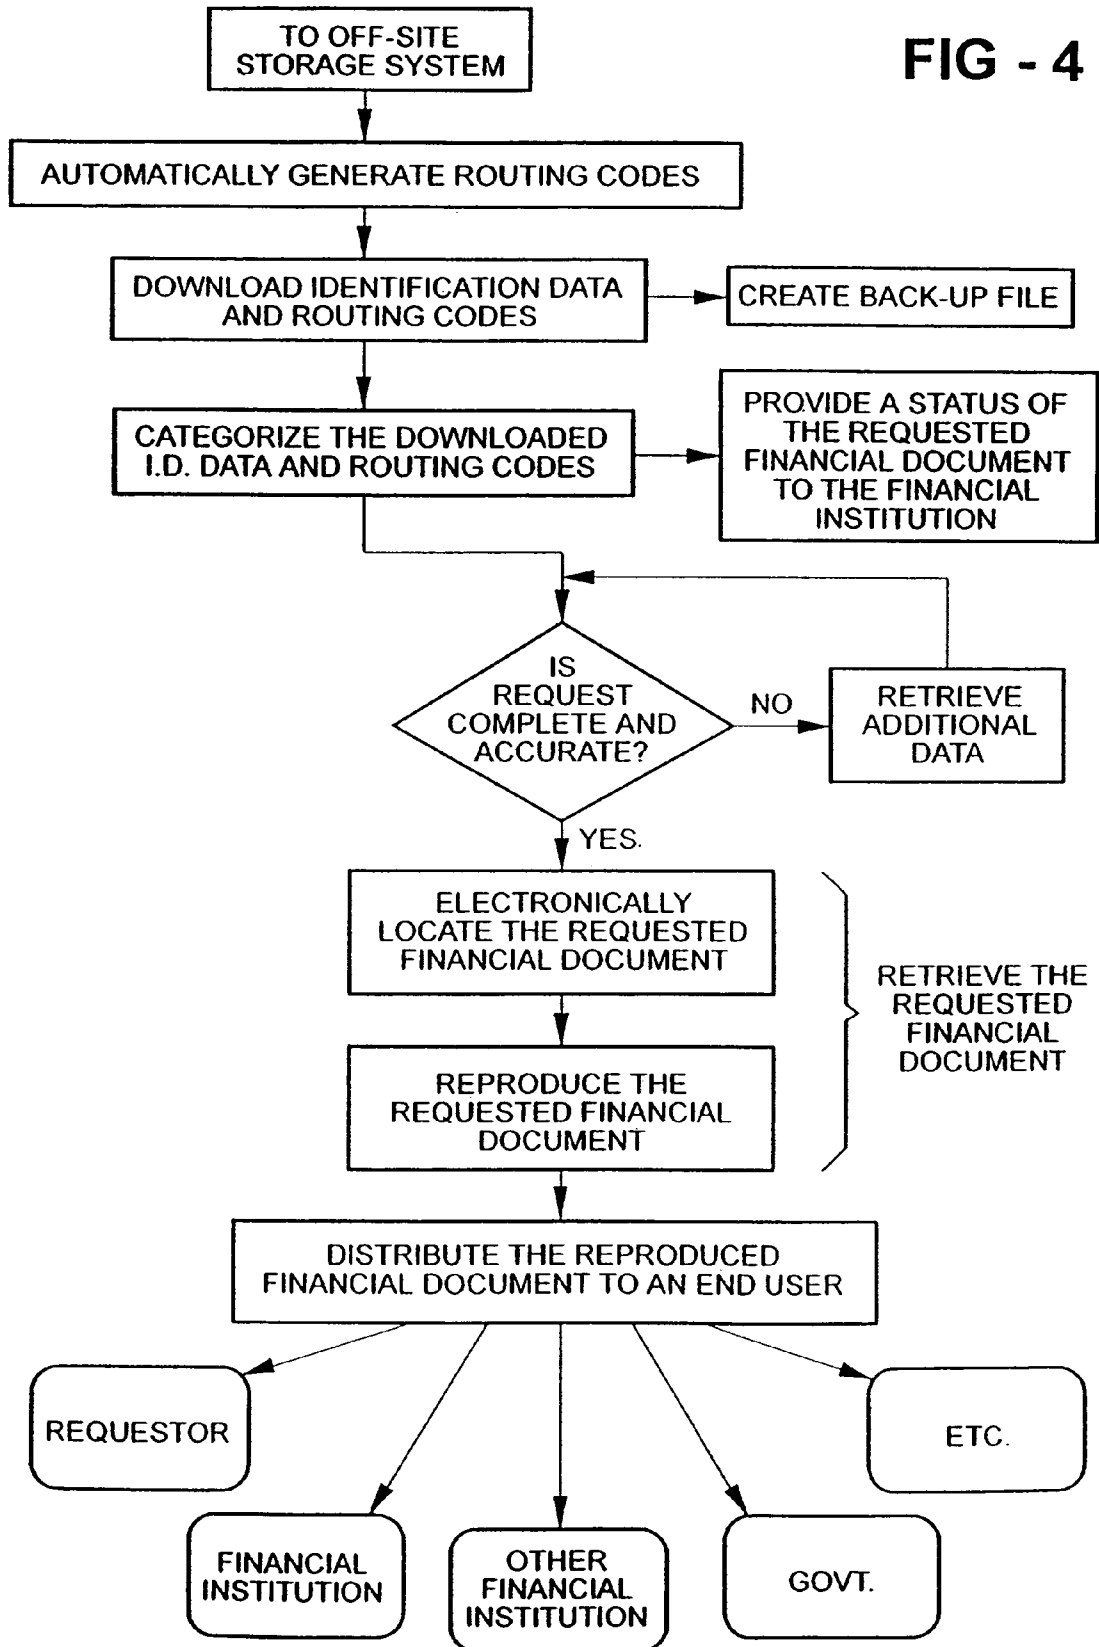 TO OFF-SITE
STORAGE SYSTEM
FIG - 4
AUTOMATICALLY GENERATE ROUTING CODES
DOWNLOAD IDENTIFICATION DATA
AND ROUTING CODES
CREATE BACK-UP FILE
CATEGORIZE THE DOWNLOADED
I.D. DATA AND ROUTING CODES
PROVIDE A STATUS OF
THE REQUESTED
FINANCIAL DOCUMENT
TO THE FINANCIAL
INSTITUTION
IS
REQUEST
COMPLETE AND
ACCURATE?
NO
RETRIEVE
ADDITIONAL
DATA
YES.
ELECTRONICALLY
LOCATE THE REQUESTED
FINANCIAL DOCUMENT
REPRODUCE THE
REQUESTED FINANCIAL
DOCUMENT
RETRIEVE THE
REQUESTED
FINANCIAL
DOCUMENT
DISTRIBUTE THE REPRODUCED
FINANCIAL DOCUMENT TO AN END USER
REQUESTOR
FINANCIAL
INSTITUTION
OTHER
FINANCIAL
INSTITUTION
GOVT.
ETC.